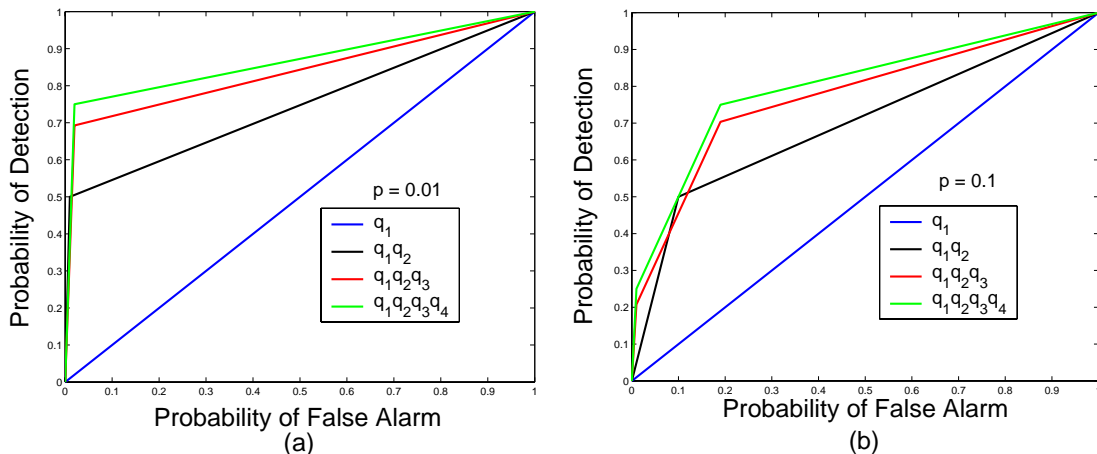 Probability of Detection
1
0.9
0.8
0.7
0.6
0.5
0.4
0.3
0.2
0.1
0
p = 0.01
q1
q1q2
q1q2q3
q1q2q3q4
0 0.1 0.2 0.3 0.4 0.5 0.6 0.7 0.8 0.9 1
Probability of False Alarm
(a)
Probability of Detection
1
0.9
0.8
0.7
0.6
0.5
0.4
0.3
0.2
0.1
0
p = 0.1
q1
q1q2
q1q2q3
q1q2q3q4
0 0.1 0.2 0.3 0.4 0.5 0.6 0.7 0.8 0.9
Probability of False Alarm
(b)